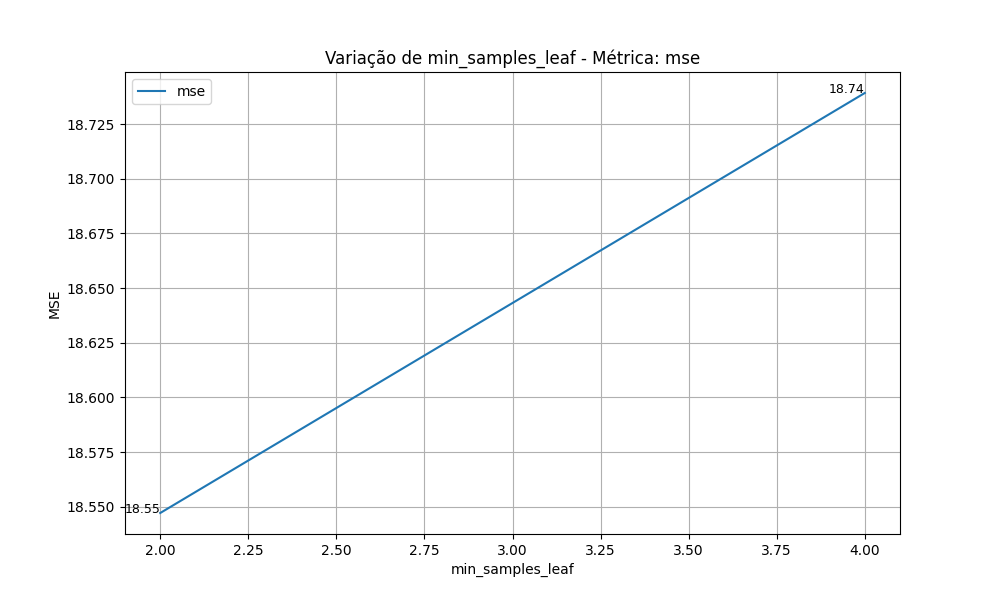 Variação de min_samples_leaf - Métrica: mse
mse
18.74
18.725
18.700
18.675
18.650
18.625
18.600
18.575
18.550
18.55
MSE
2.00 2.25 2.50 2.75 3.00 3.25 3.50 3.75 4.00
min_samples_leaf